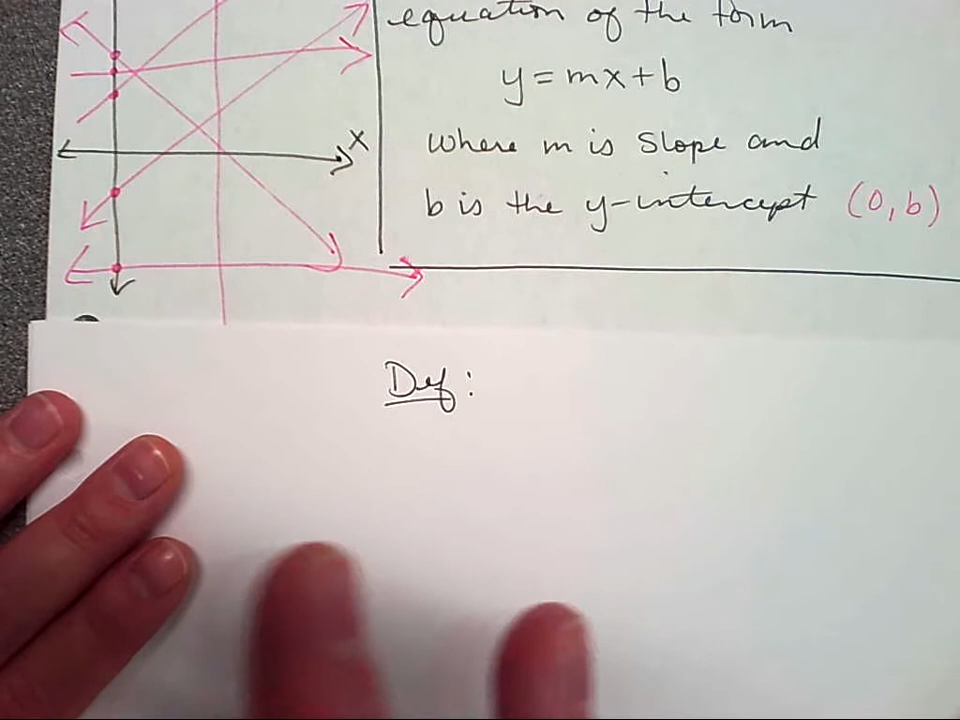 equation of the form
y = mx + b
x
where m is slope and
b is the y-intercept (0, b)
Def: